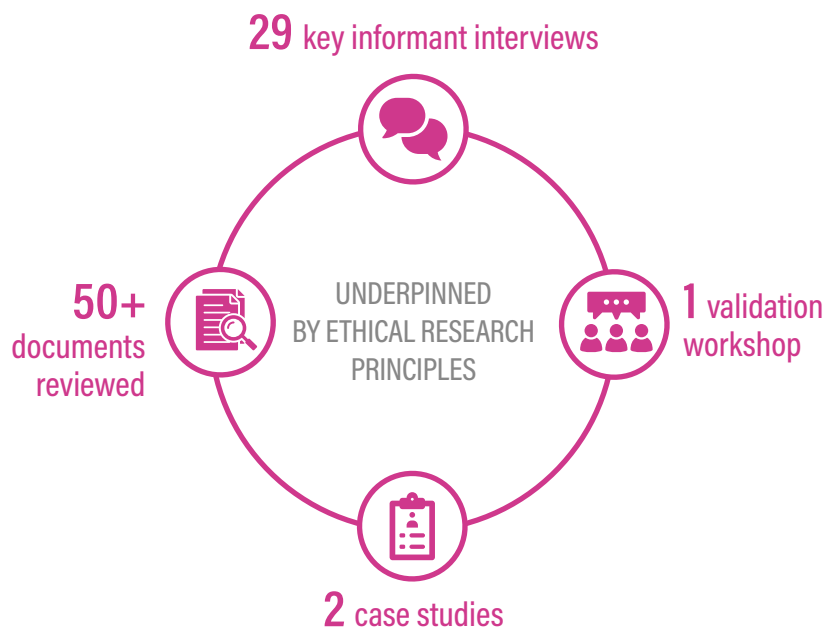 29 key informant interviews
50+
documents
reviewed
UNDERPINNED
BY ETHICAL RESEARCH
PRINCIPLES
1 validation
workshop
2 case studies